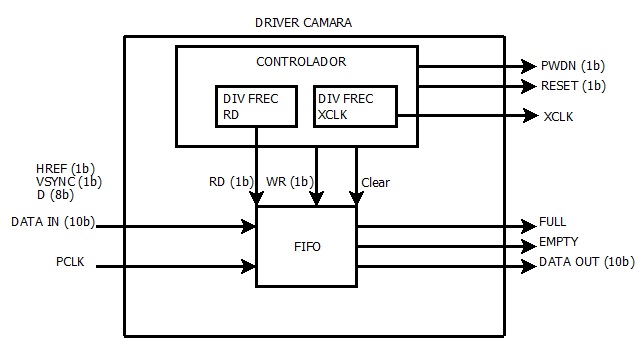 DRIVER CAMARA
CONTROLADOR
DIV FREC
RD
DIV FREC
XCLK
PWDN (1b)
RESET (1b)
XCLK
HREF (1b)
VSYNC (1b)
D (8b)
RD (1b)
WR (1b)
Clear
DATA IN (10b)
PCLK
FIFO
FULL
EMPTY
DATA OUT (10b)